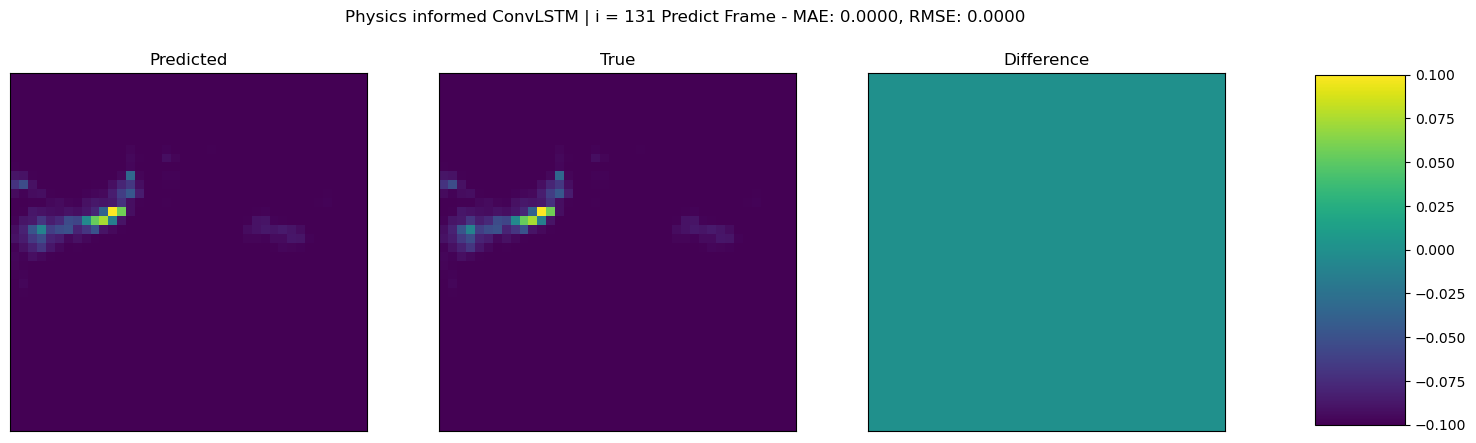 Physics informed ConvLSTM | i = 131 Predict Frame - MAE: 0.0000, RMSE: 0.0000
Predicted
True
Difference
0.100
0.075
0.050
0.025
0.000
−0.025
−0.050
−0.075
−0.100